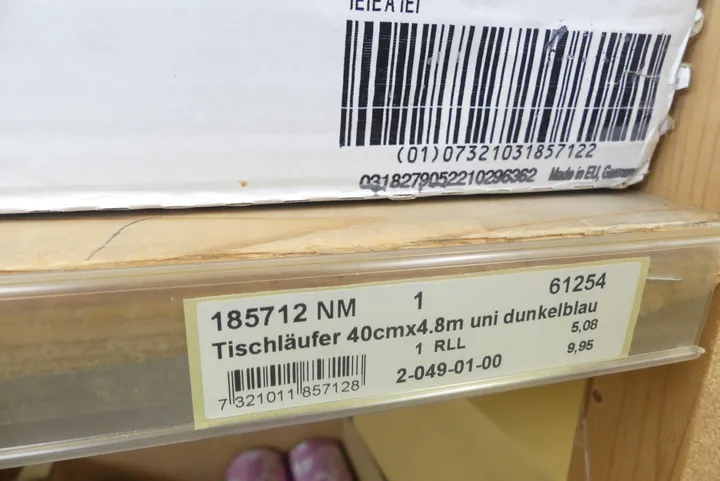 (01)07321031857122
0318279052210296362 Made in EU, Germany
185712 NM 1 61254
Tischläufer 40cmx4.8m uni dunkelblau
1 RLL 5,08
2-049-01-00 9,95
7 321011 857128